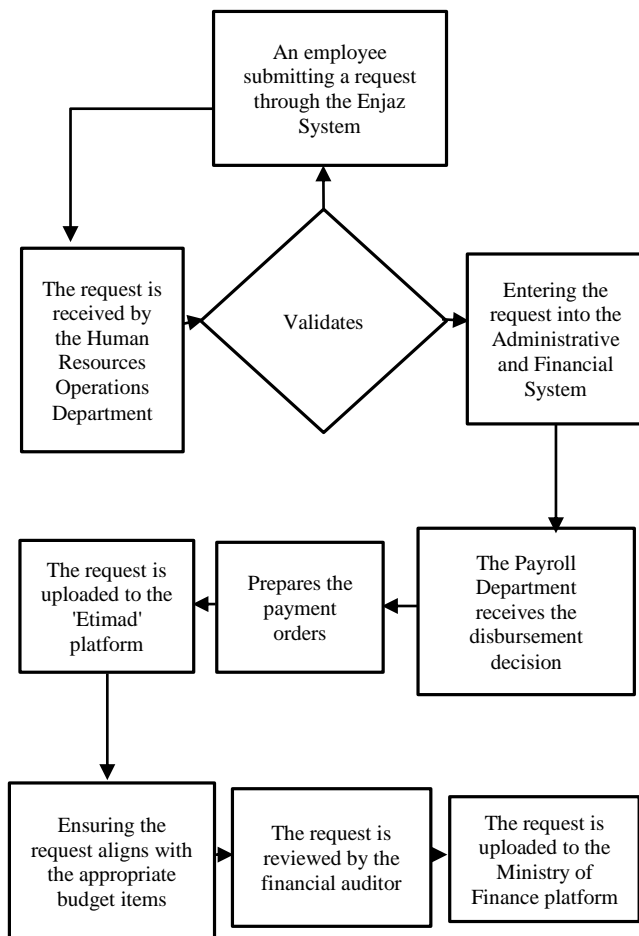 An employee
submitting a request
through the Enjaz
System
The request is
received by
the Human
Resources
Operations
Department
Validates
Entering the
request into the
Administrative
and Financial
System
The Payroll
Department
receives the
disbursement
decision
Prepares the
payment
orders
The request is
uploaded to the
'Etimad'
platform
Ensuring the
request aligns with
the appropriate
budget items
The request is
reviewed by the
financial auditor
The request is
uploaded to the
Ministry of
Finance platform